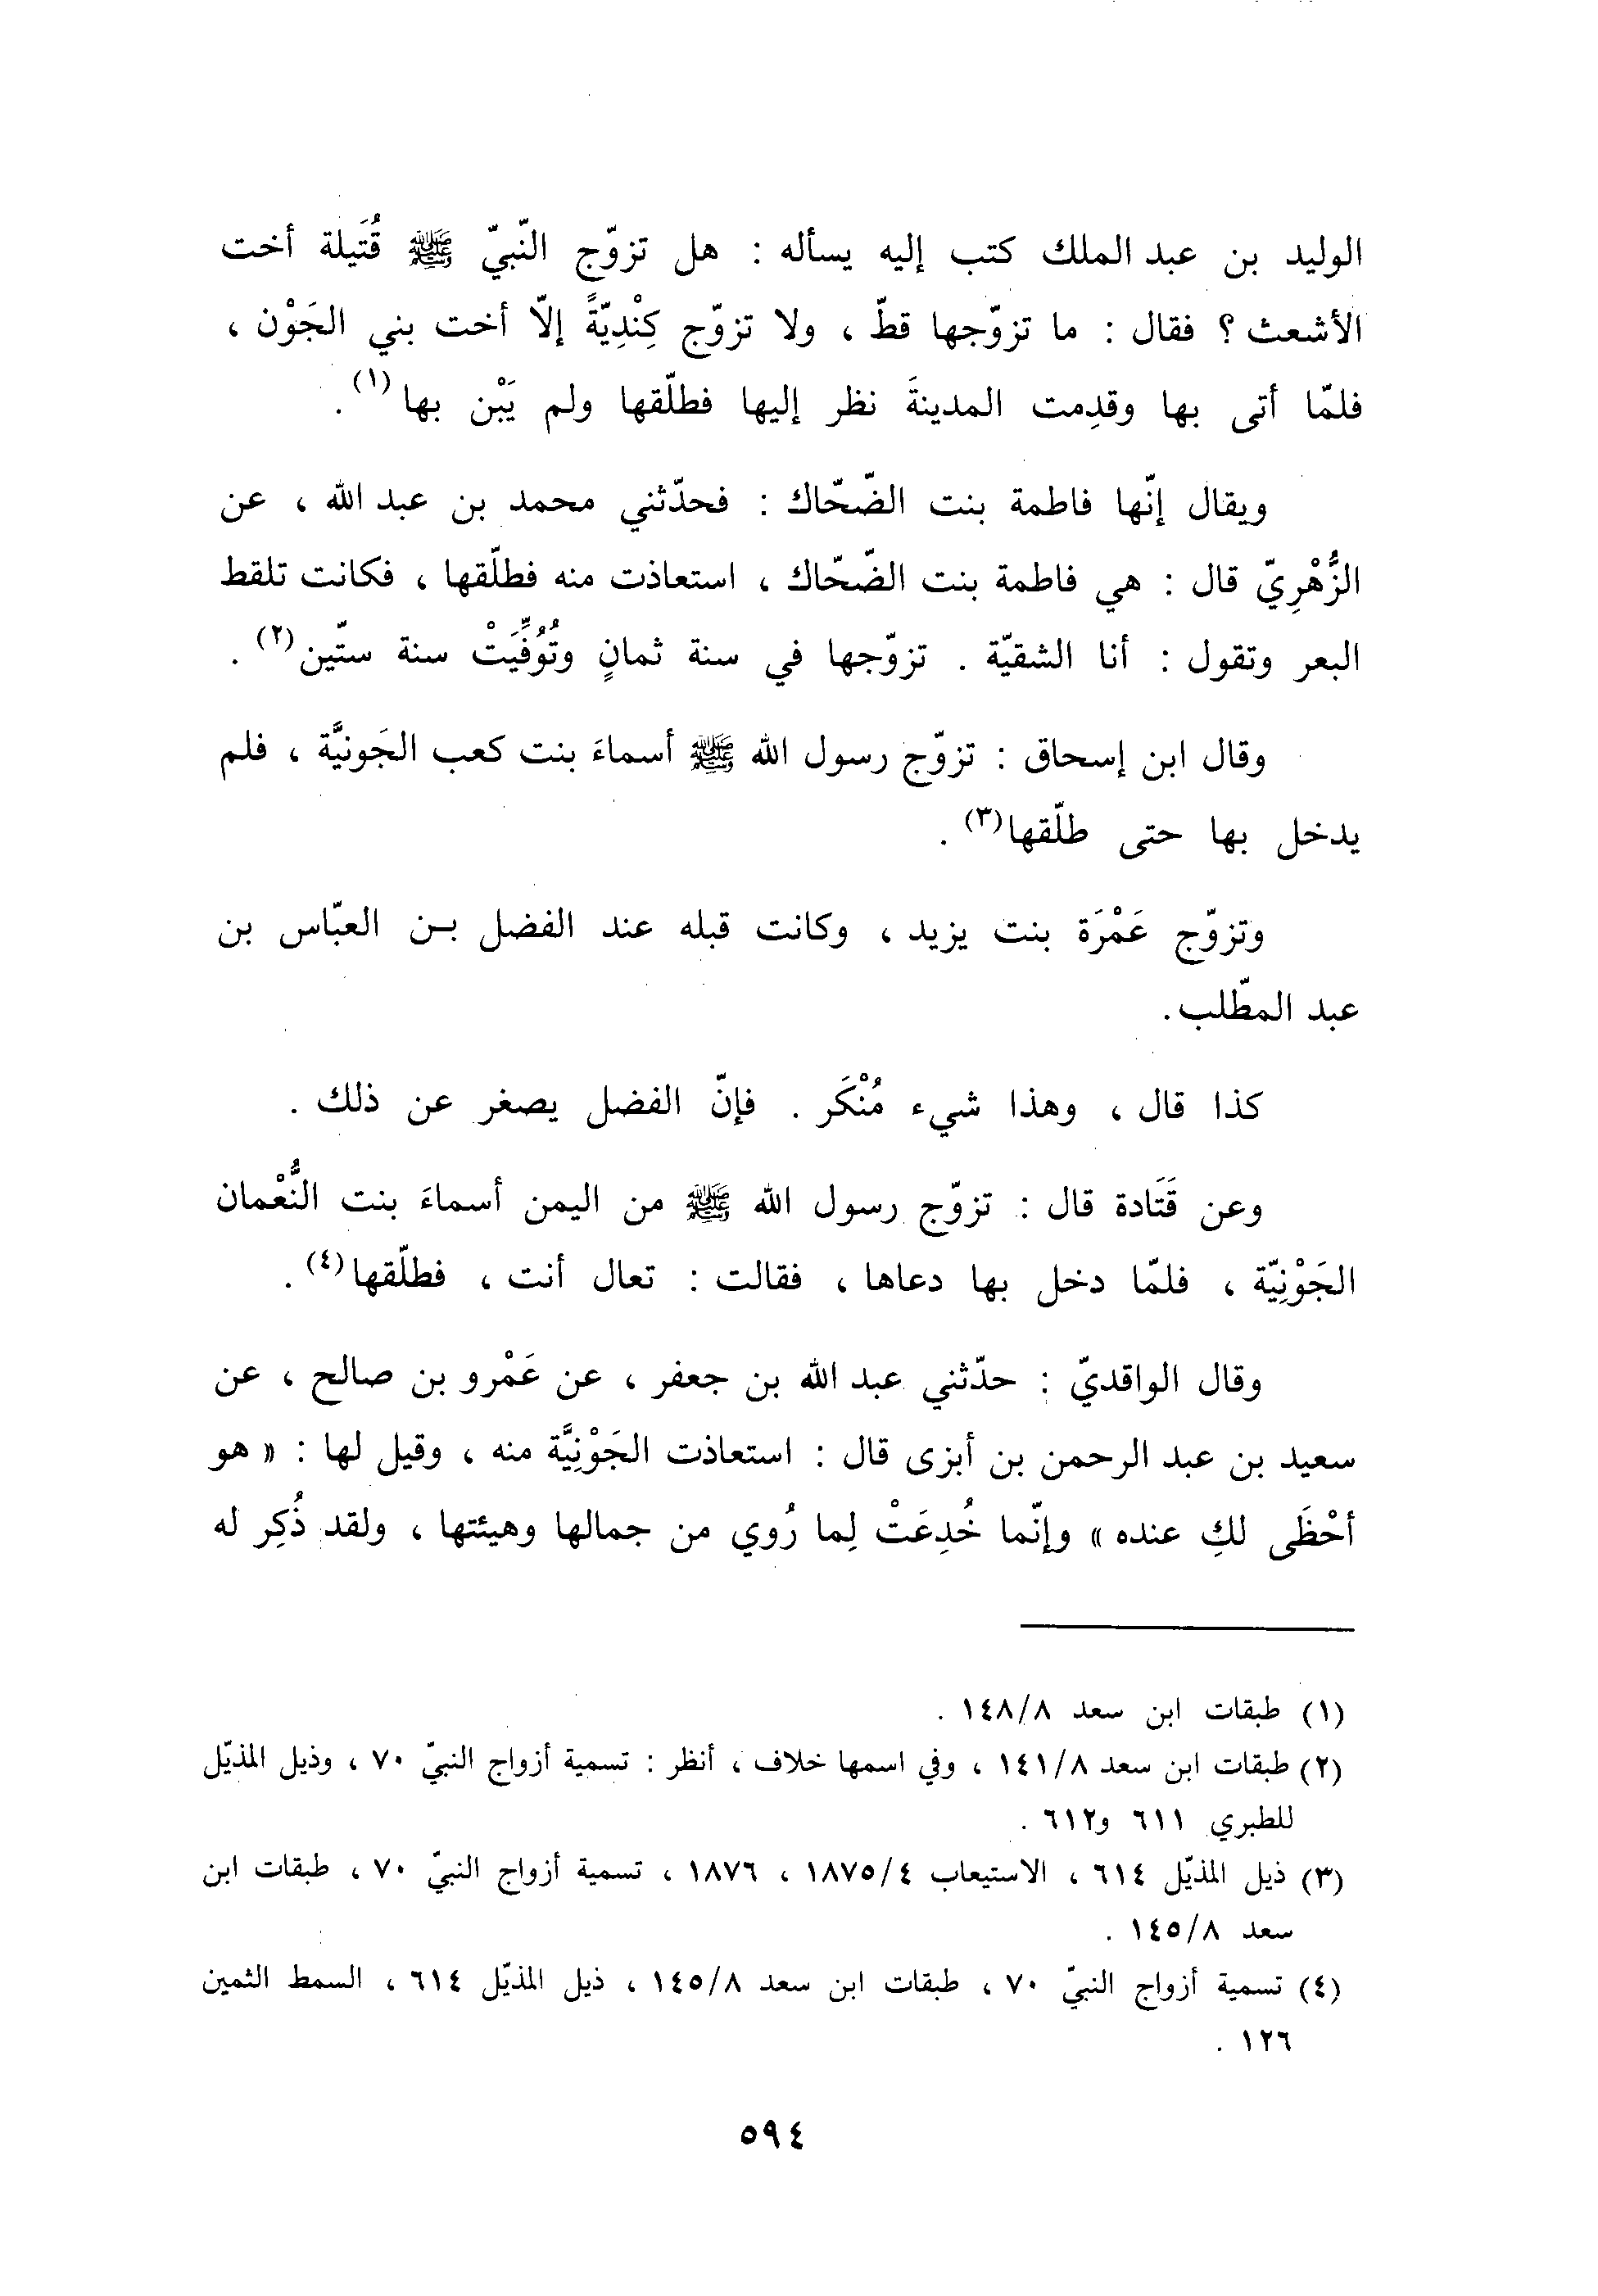 الوليد بن عبد الملك كتب إليه يسأله : هل تزوّج النّبيّ ﷺ قُتَيلة أخت
الأشعث ؟ فقال : ما تزوّجها قطّ ، ولا تزوّج كِنْدِيّةً إلّا أخت بني الجَوْن ،
فلمّا أتى بها وقدِمت المدينةَ نظر إليها فطلّقها ولم يَبْن بها(١) .
ويقال إنّها فاطمة بنت الضّحّاك : فحدّثني محمد بن عبد الله ، عن
الزُّهْرِيّ قال : هي فاطمة بنت الضّحّاك ، استعاذت منه فطلّقها ، فكانت تلقط
البعر وتقول : أنا الشقيّة . تزوّجها في سنة ثمانٍ وتُوُفِّيَتْ سنة ستّين(٢) .
وقال ابن إسحاق : تزوّج رسول الله ﷺ أسماءَ بنت كعب الجَونيَّة ، فلم
يدخل بها حتى طلّقها(٣) .
وتزوّج عَمْرَة بنت يزيد ، وكانت قبله عند الفضل بـن العبّاس بن
عبد المطّلب .
كذا قال ، وهذا شيء مُنْكَر . فإنّ الفضل يصغر عن ذلك .
وعن قَتَادة قال : تزوّج رسول الله ﷺ من اليمن أسماءَ بنت النُّعْمان
الجَوْنِيّة ، فلمّا دخل بها دعاها ، فقالت : تعال أنت ، فطلّقها(٤) .
وقال الواقديّ : حدّثني عبد الله بن جعفر ، عن عَمْرو بن صالح ، عن
سعيد بن عبد الرحمن بن أبزى قال : استعاذت الجَوْنِيَّة منه ، وقيل لها : « هو
أحْظَى لكِ عنده » وإنّما خُدِعَتْ لِما رُوي من جمالها وهيئتها ، ولقد ذُكِر له
(١) طبقات ابن سعد ١٤٨/٨ .
(٢) طبقات ابن سعد ١٤١/٨ ، وفي اسمها خلاف ، أنظر : تسمية أزواج النبيّ ٧٠ ، وذيل المذيّل
للطبري ٦١١ و٦١٢ .
(٣) ذيل المذيّل ٦١٤ ، الاستيعاب ١٨٧٥/٤ ، ١٨٧٦ ، تسمية أزواج النبيّ ٧٠ ، طبقات ابن
سعد ١٤٥/٨ .
(٤) تسمية أزواج النبيّ ٧٠ ، طبقات ابن سعد ١٤٥/٨ ، ذيل المذيّل ٦١٤ ، السمط الثمين
١٢٦ .
٥٩٤